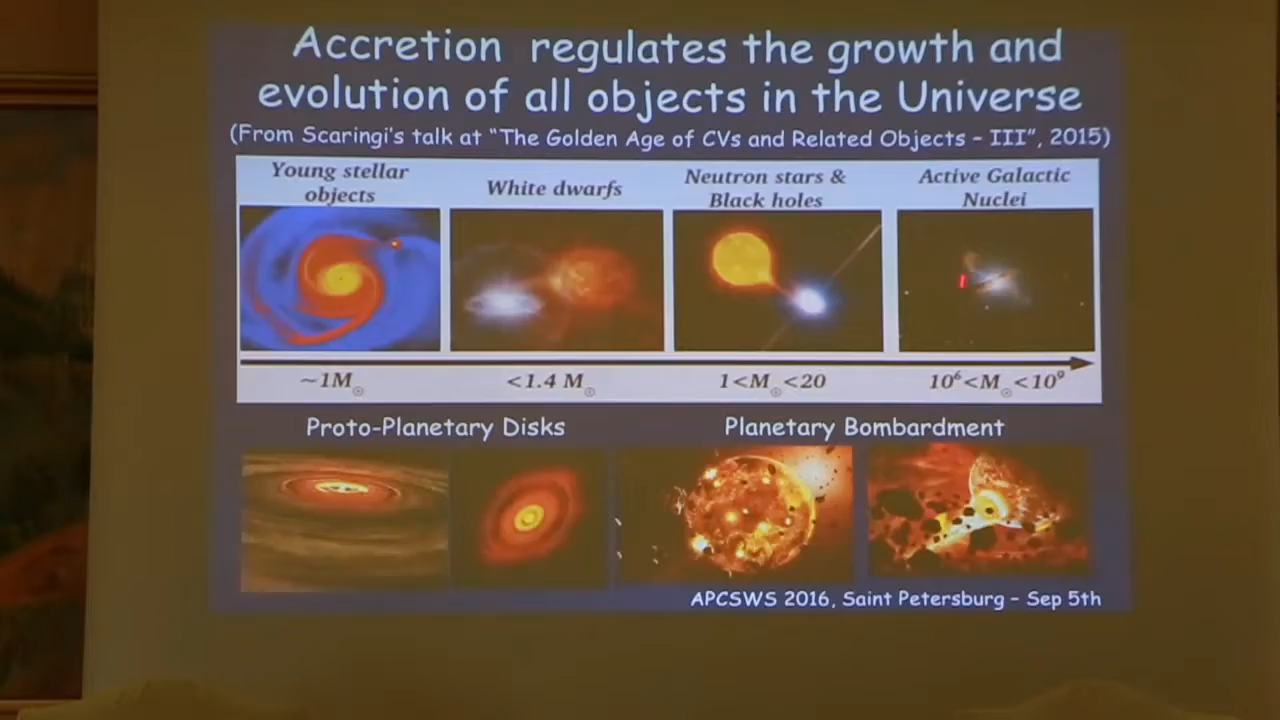 Accretion regulates the growth and
evolution of all objects in the Universe
(From Scaringi's talk at "The Golden Age of CVs and Related Objects - III", 2015)
Young stellar
objects
White dwarfs
Neutron stars &
Black holes
Active Galactic
Nuclei
~1M☉
<1.4 M☉
1<M☉<20
10⁶<M☉<10⁹
Proto-Planetary Disks
Planetary Bombardment
APCSWS 2016, Saint Petersburg - Sep 5th